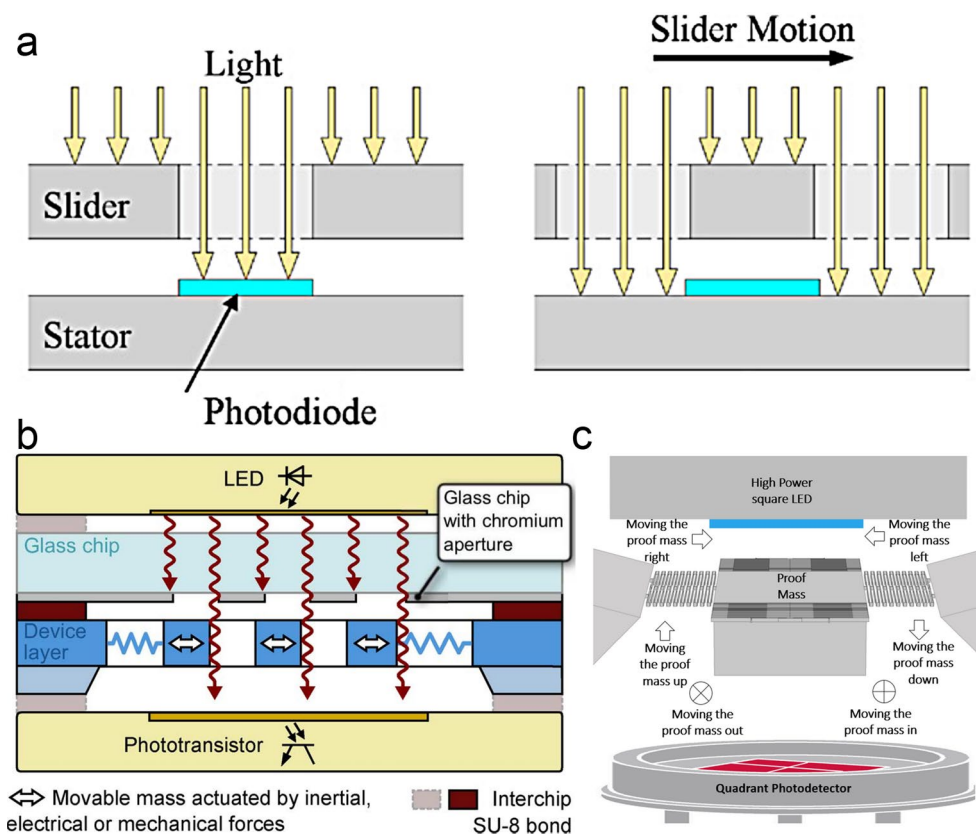 a
Light
Slider Motion
Slider
Stator
Photodiode
b
LED
Glass chip
with chromium
aperture
Glass chip
Device
layer
Phototransistor
Movable mass actuated by inertial,
electrical or mechanical forces
Interchip
SU-8 bond
c
High Power
square LED
Moving the
proof mass
right
Moving the
proof mass
left
Proof
Mass
Moving
the proof
mass up
Moving the
proof mass
down
Moving the
proof mass out
Moving the
proof mass in
Quadrant Photodetector